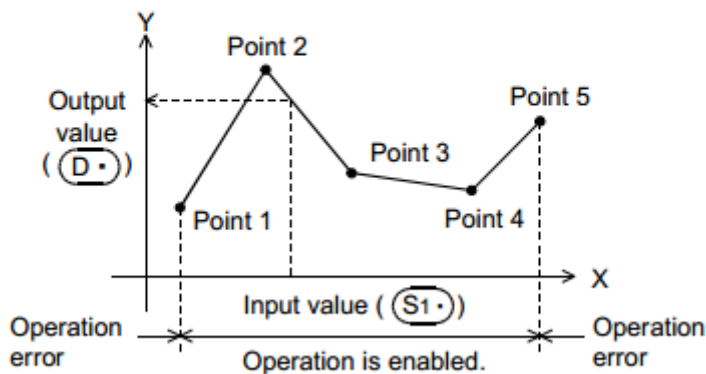 Y
Point 2
Output
value
( D・ )
Point 5
Point 3
Point 1
Point 4
X
Input value ( S1・ )
Operation
error
Operation is enabled.
Operation
error